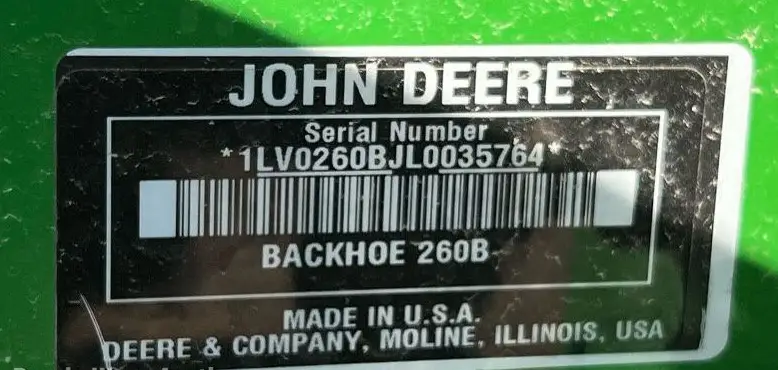 JOHN DEERE
Serial Number
*1LV0260BJL0035764*
BACKHOE 260B
MADE IN U.S.A.
DEERE & COMPANY, MOLINE, ILLINOIS, USA